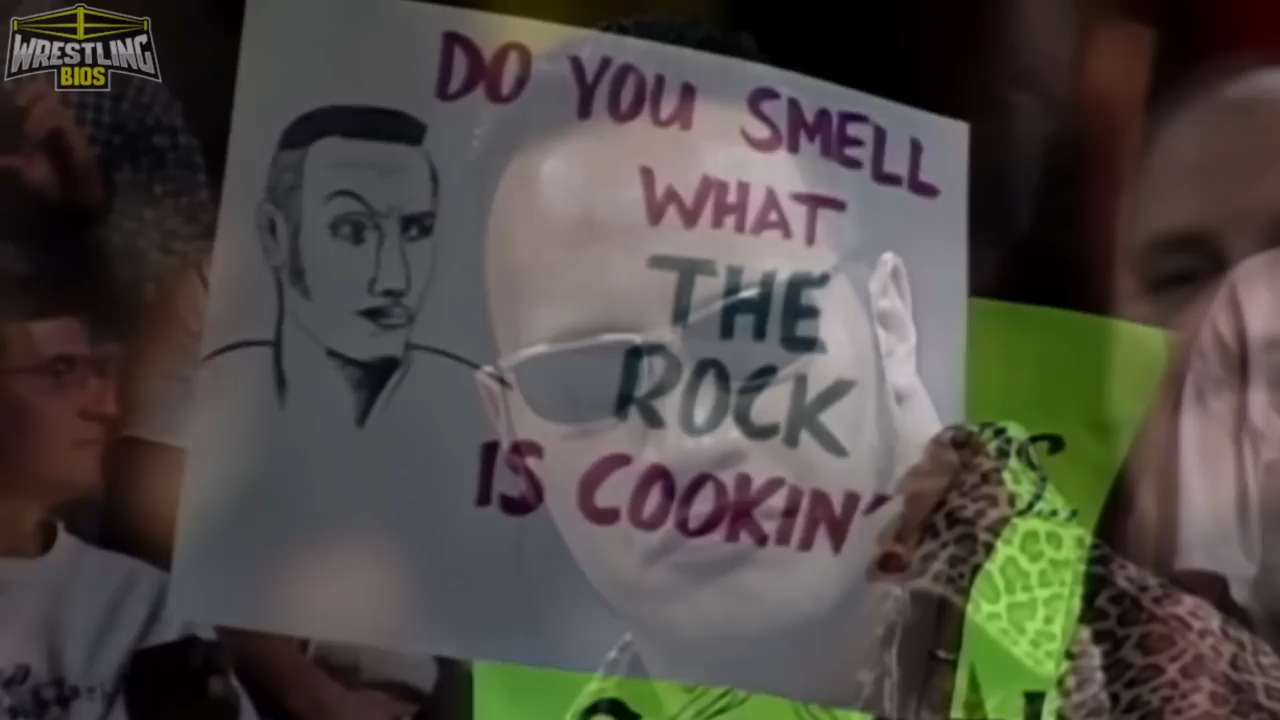 WRESTLING
BIOS
DO YOU SMELL
WHAT
THE
ROCK
IS COOKIN'